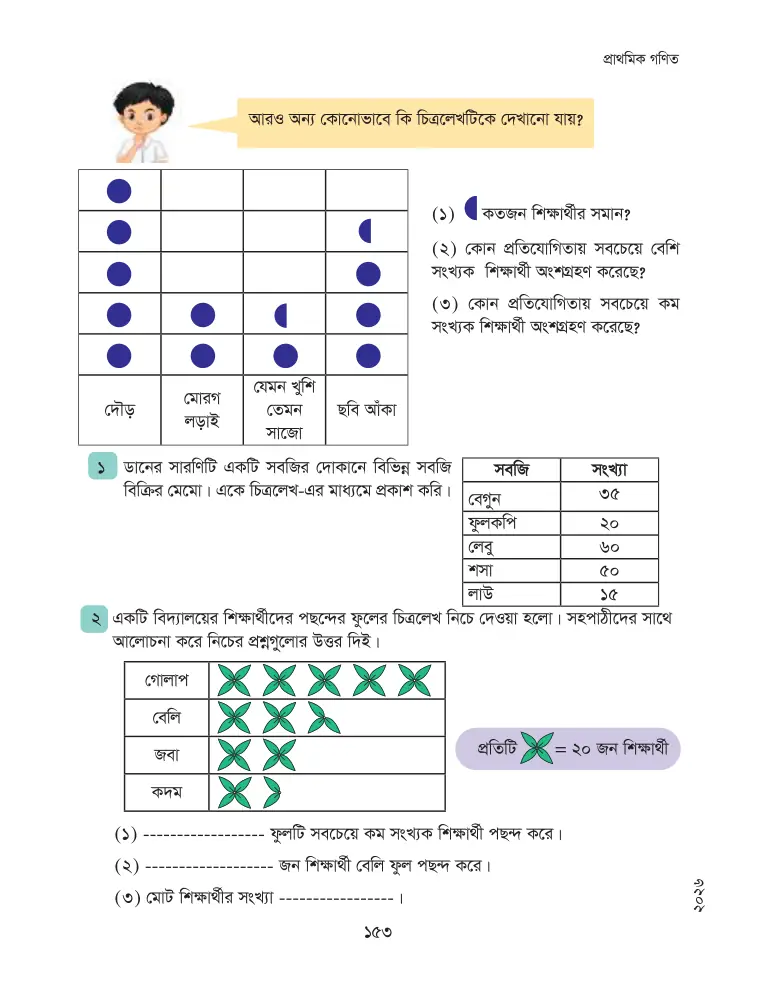 প্রাথমিক গণিত
আরও অন্য কোনোভাবে কি চিত্রলেখটিকে দেখানো যায়?
(১) কতজন শিক্ষার্থীর সমান?
(২) কোন প্রতিযোগিতায় সবচেয়ে বেশি
সংখ্যক শিক্ষার্থী অংশগ্রহণ করেছে?
(৩) কোন প্রতিযোগিতায় সবচেয়ে কম
সংখ্যক শিক্ষার্থী অংশগ্রহণ করেছে?
দৌড়
মোরগ
লড়াই
যেমন খুশি
তেমন
সাজো
ছবি আঁকা
১ ডানের সারণিটি একটি সবজির দোকানে বিভিন্ন সবজি
বিক্রির মেমো। একে চিত্রলেখ-এর মাধ্যমে প্রকাশ করি।
সবজি সংখ্যা
বেগুন ৩৫
ফুলকপি ২০
লেবু ৬০
শসা ৫০
লাউ ১৫
২ একটি বিদ্যালয়ের শিক্ষার্থীদের পছন্দের ফুলের চিত্রলেখ নিচে দেওয়া হলো। সহপাঠীদের সাথে
আলোচনা করে নিচের প্রশ্নগুলোর উত্তর দিই।
গোলাপ
বেলি
জবা
কদম
প্রতিটি = ২০ জন শিক্ষার্থী
(১) ------------------ ফুলটি সবচেয়ে কম সংখ্যক শিক্ষার্থী পছন্দ করে।
(২) ------------------- জন শিক্ষার্থী বেলি ফুল পছন্দ করে।
(৩) মোট শিক্ষার্থীর সংখ্যা -----------------।
২০২৬
১৫৩